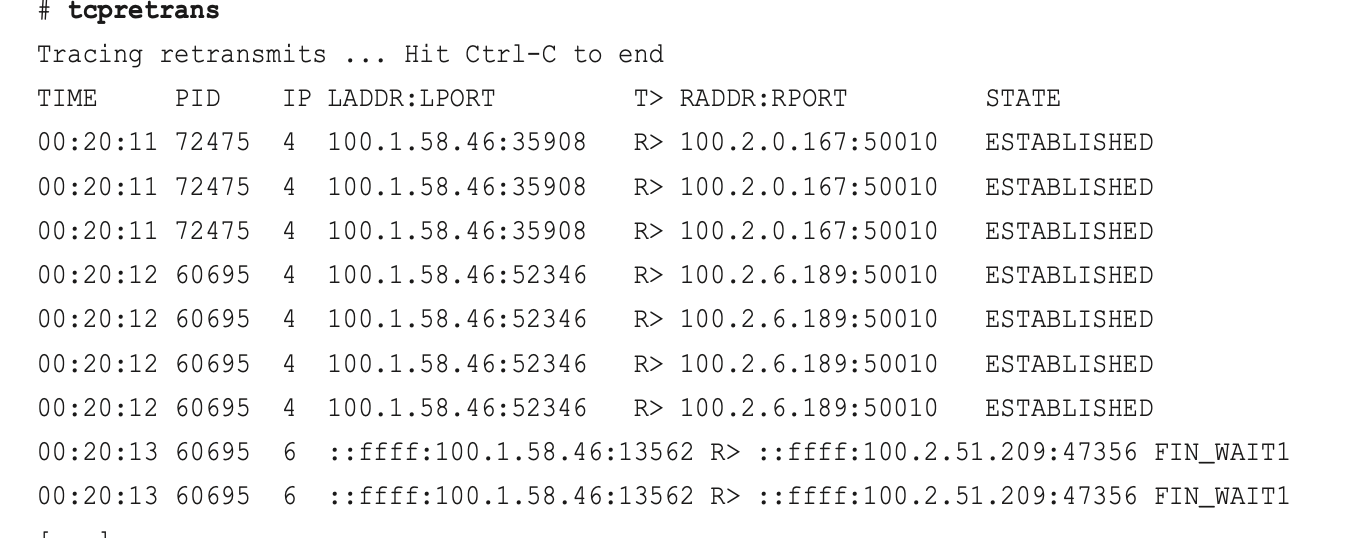 # tcpretrans
Tracing retransmits ... Hit Ctrl-C to end
TIME     PID    IP LADDR:LPORT         T> RADDR:RPORT         STATE
00:20:11 72475  4  100.1.58.46:35908   R> 100.2.0.167:50010   ESTABLISHED
00:20:11 72475  4  100.1.58.46:35908   R> 100.2.0.167:50010   ESTABLISHED
00:20:11 72475  4  100.1.58.46:35908   R> 100.2.0.167:50010   ESTABLISHED
00:20:12 60695  4  100.1.58.46:52346   R> 100.2.6.189:50010   ESTABLISHED
00:20:12 60695  4  100.1.58.46:52346   R> 100.2.6.189:50010   ESTABLISHED
00:20:12 60695  4  100.1.58.46:52346   R> 100.2.6.189:50010   ESTABLISHED
00:20:12 60695  4  100.1.58.46:52346   R> 100.2.6.189:50010   ESTABLISHED
00:20:13 60695  6  ::ffff:100.1.58.46:13562 R> ::ffff:100.2.51.209:47356 FIN_WAIT1
00:20:13 60695  6  ::ffff:100.1.58.46:13562 R> ::ffff:100.2.51.209:47356 FIN_WAIT1